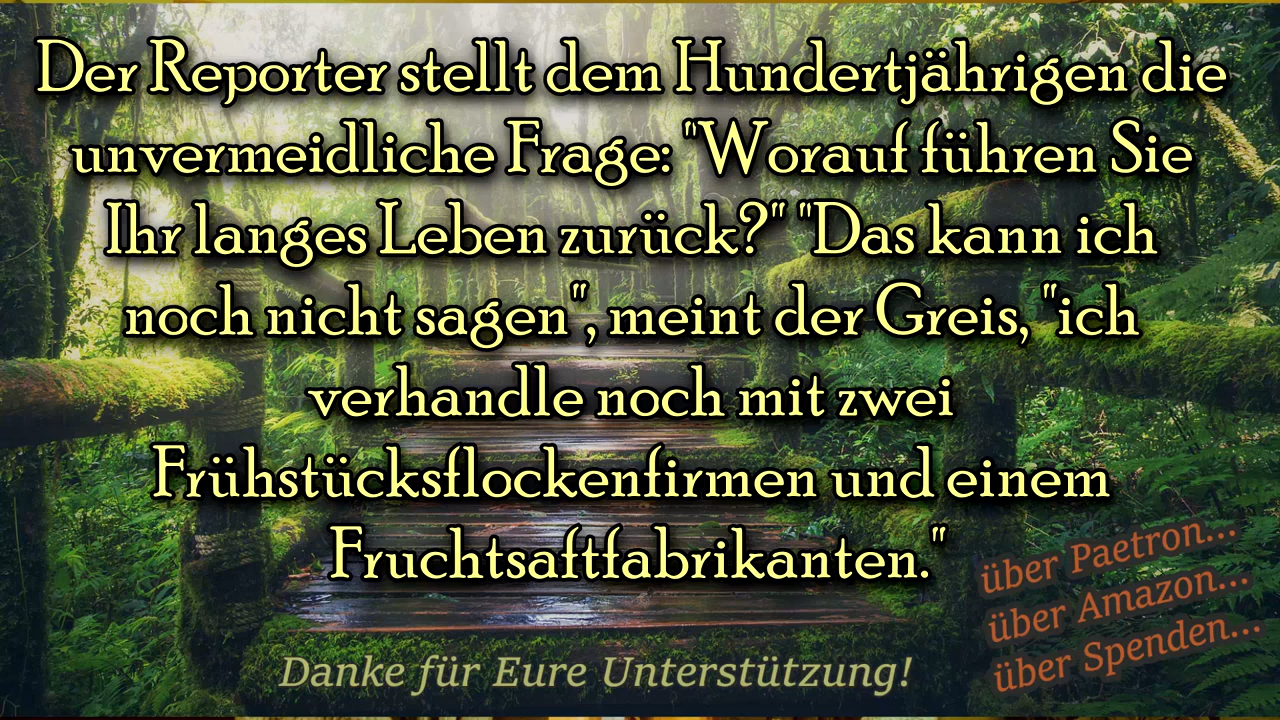 Der Reporter stellt dem Hundertjährigen die
unvermeidliche Frage: "Worauf führen Sie
Ihr langes Leben zurück?" "Das kann ich
noch nicht sagen", meint der Greis, "ich
verhandle noch mit zwei
Frühstücksflockenfirmen und einem
Fruchtsaftfabrikanten."
über Paetron...
über Amazon...
über Spenden...
Danke für Eure Unterstützung!